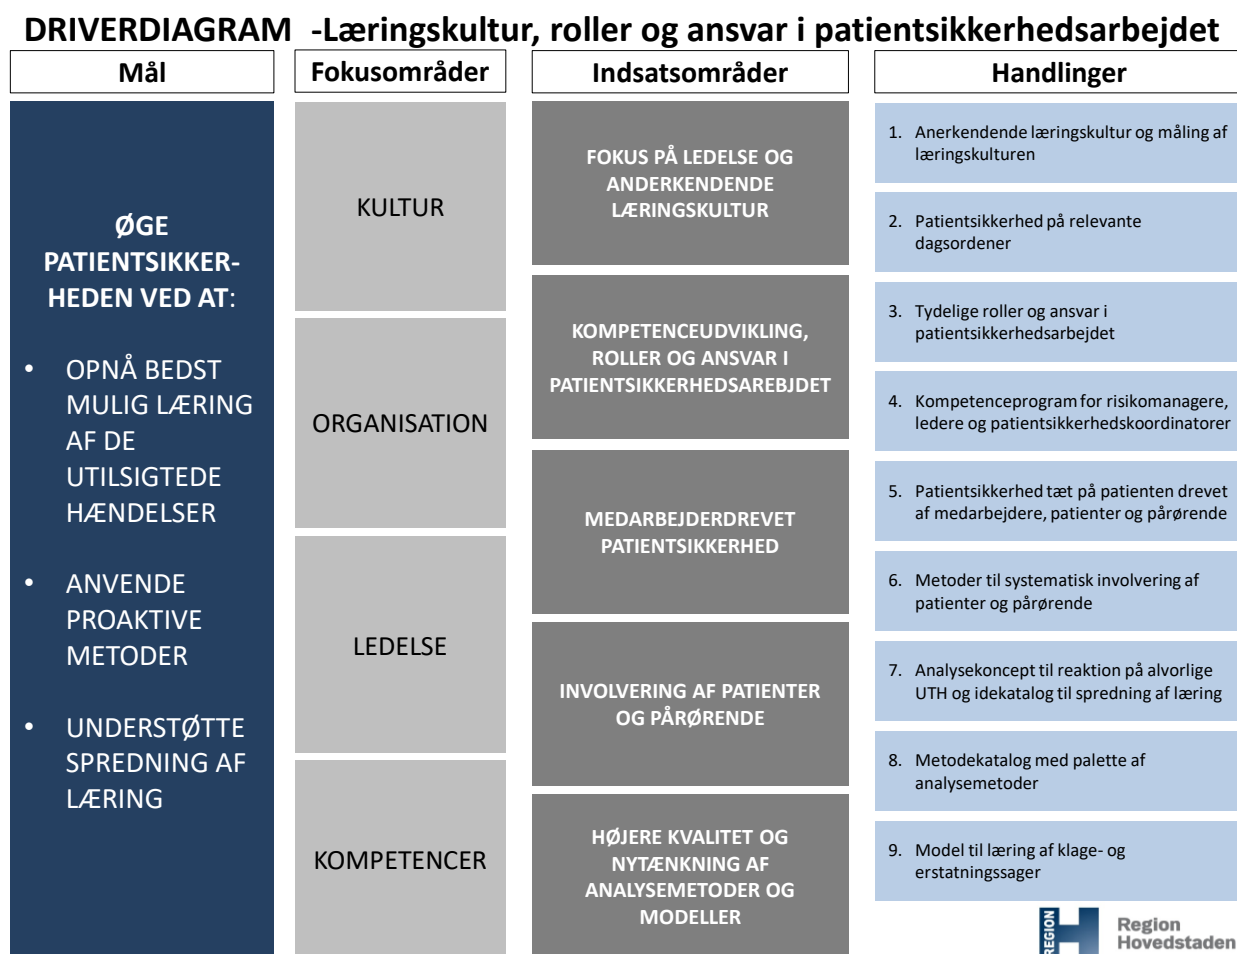 DRIVERDIAGRAM -Læringskultur, roller og ansvar i patientsikkerhedsarbejdet
Mål
Fokusområder
Indsatsområder
Handlinger
ØGE
PATIENTSIKKER-
HEDEN VED AT:
• OPNÅ BEDST
MULIG LÆRING
AF DE
UTILSIGTEDE
HÆNDELSER
• ANVENDE
PROAKTIVE
METODER
• UNDERSTØTTE
SPREDNING AF
LÆRING
KULTUR
ORGANISATION
LEDELSE
KOMPETENCER
FOKUS PÅ LEDELSE OG
ANDERKENDENDE
LÆRINGSKULTUR
KOMPETENCEUDVIKLING,
ROLLER OG ANSVAR I
PATIENTSIKKERHEDSAREBJDET
MEDARBEJDERDREVET
PATIENTSIKKERHED
INVOLVERING AF PATIENTER
OG PÅRØRENDE
HØJERE KVALITET OG
NYTÆNKNING AF
ANALYSEMETODER OG
MODELLER
1. Anerkendende læringskultur og måling af
læringskulturen
2. Patientsikkerhed på relevante
dagsordener
3. Tydelige roller og ansvar i
patientsikkerhedsarbejdet
4. Kompetenceprogram for risikomanagere,
ledere og patientsikkerhedskoordinatorer
5. Patientsikkerhed tæt på patienten drevet
af medarbejdere, patienter og pårørende
6. Metoder til systematisk involvering af
patienter og pårørende
7. Analysekoncept til reaktion på alvorlige
UTH og idekatalog til spredning af læring
8. Metodekatalog med palette af
analysemetoder
9. Model til læring af klage- og
erstatningssager
REGION
H
Region
Hovedstaden